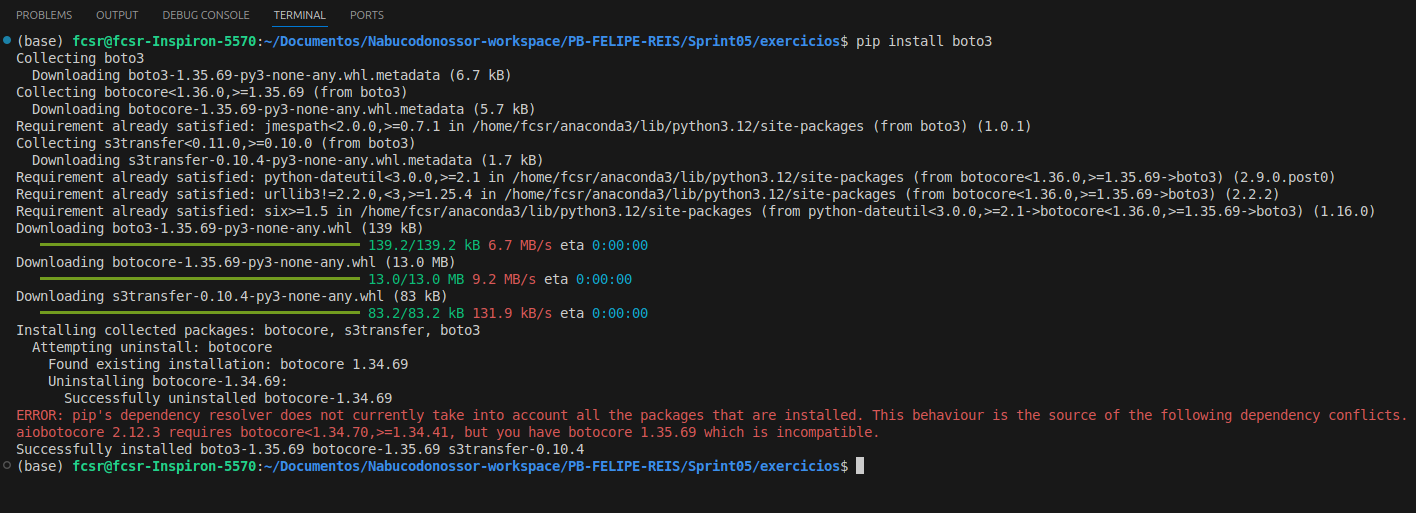 PROBLEMS OUTPUT DEBUG CONSOLE TERMINAL PORTS
(base) fcsr@fcsr-Inspiron-5570:~/Documentos/Nabucodonossor-workspace/PB-FELIPE-REIS/Sprint05/exercicios$ pip install boto3
Collecting boto3
  Downloading boto3-1.35.69-py3-none-any.whl.metadata (6.7 kB)
Collecting botocore<1.36.0,>=1.35.69 (from boto3)
  Downloading botocore-1.35.69-py3-none-any.whl.metadata (5.7 kB)
Requirement already satisfied: jmespath<2.0.0,>=0.7.1 in /home/fcsr/anaconda3/lib/python3.12/site-packages (from boto3) (1.0.1)
Collecting s3transfer<0.11.0,>=0.10.0 (from boto3)
  Downloading s3transfer-0.10.4-py3-none-any.whl.metadata (1.7 kB)
Requirement already satisfied: python-dateutil<3.0.0,>=2.1 in /home/fcsr/anaconda3/lib/python3.12/site-packages (from botocore<1.36.0,>=1.35.69->boto3) (2.9.0.post0)
Requirement already satisfied: urllib3!=2.2.0,<3,>=1.25.4 in /home/fcsr/anaconda3/lib/python3.12/site-packages (from botocore<1.36.0,>=1.35.69->boto3) (2.2.2)
Requirement already satisfied: six>=1.5 in /home/fcsr/anaconda3/lib/python3.12/site-packages (from python-dateutil<3.0.0,>=2.1->botocore<1.36.0,>=1.35.69->boto3) (1.16.0)
Downloading boto3-1.35.69-py3-none-any.whl (139 kB)
139.2/139.2 kB 6.7 MB/s eta 0:00:00
Downloading botocore-1.35.69-py3-none-any.whl (13.0 MB)
13.0/13.0 MB 9.2 MB/s eta 0:00:00
Downloading s3transfer-0.10.4-py3-none-any.whl (83 kB)
83.2/83.2 kB 131.9 kB/s eta 0:00:00
Installing collected packages: botocore, s3transfer, boto3
  Attempting uninstall: botocore
    Found existing installation: botocore 1.34.69
    Uninstalling botocore-1.34.69:
      Successfully uninstalled botocore-1.34.69
ERROR: pip's dependency resolver does not currently take into account all the packages that are installed. This behaviour is the source of the following dependency conflicts.
aiobotocore 2.12.3 requires botocore<1.34.70,>=1.34.41, but you have botocore 1.35.69 which is incompatible.
Successfully installed boto3-1.35.69 botocore-1.35.69 s3transfer-0.10.4
(base) fcsr@fcsr-Inspiron-5570:~/Documentos/Nabucodonossor-workspace/PB-FELIPE-REIS/Sprint05/exercicios$